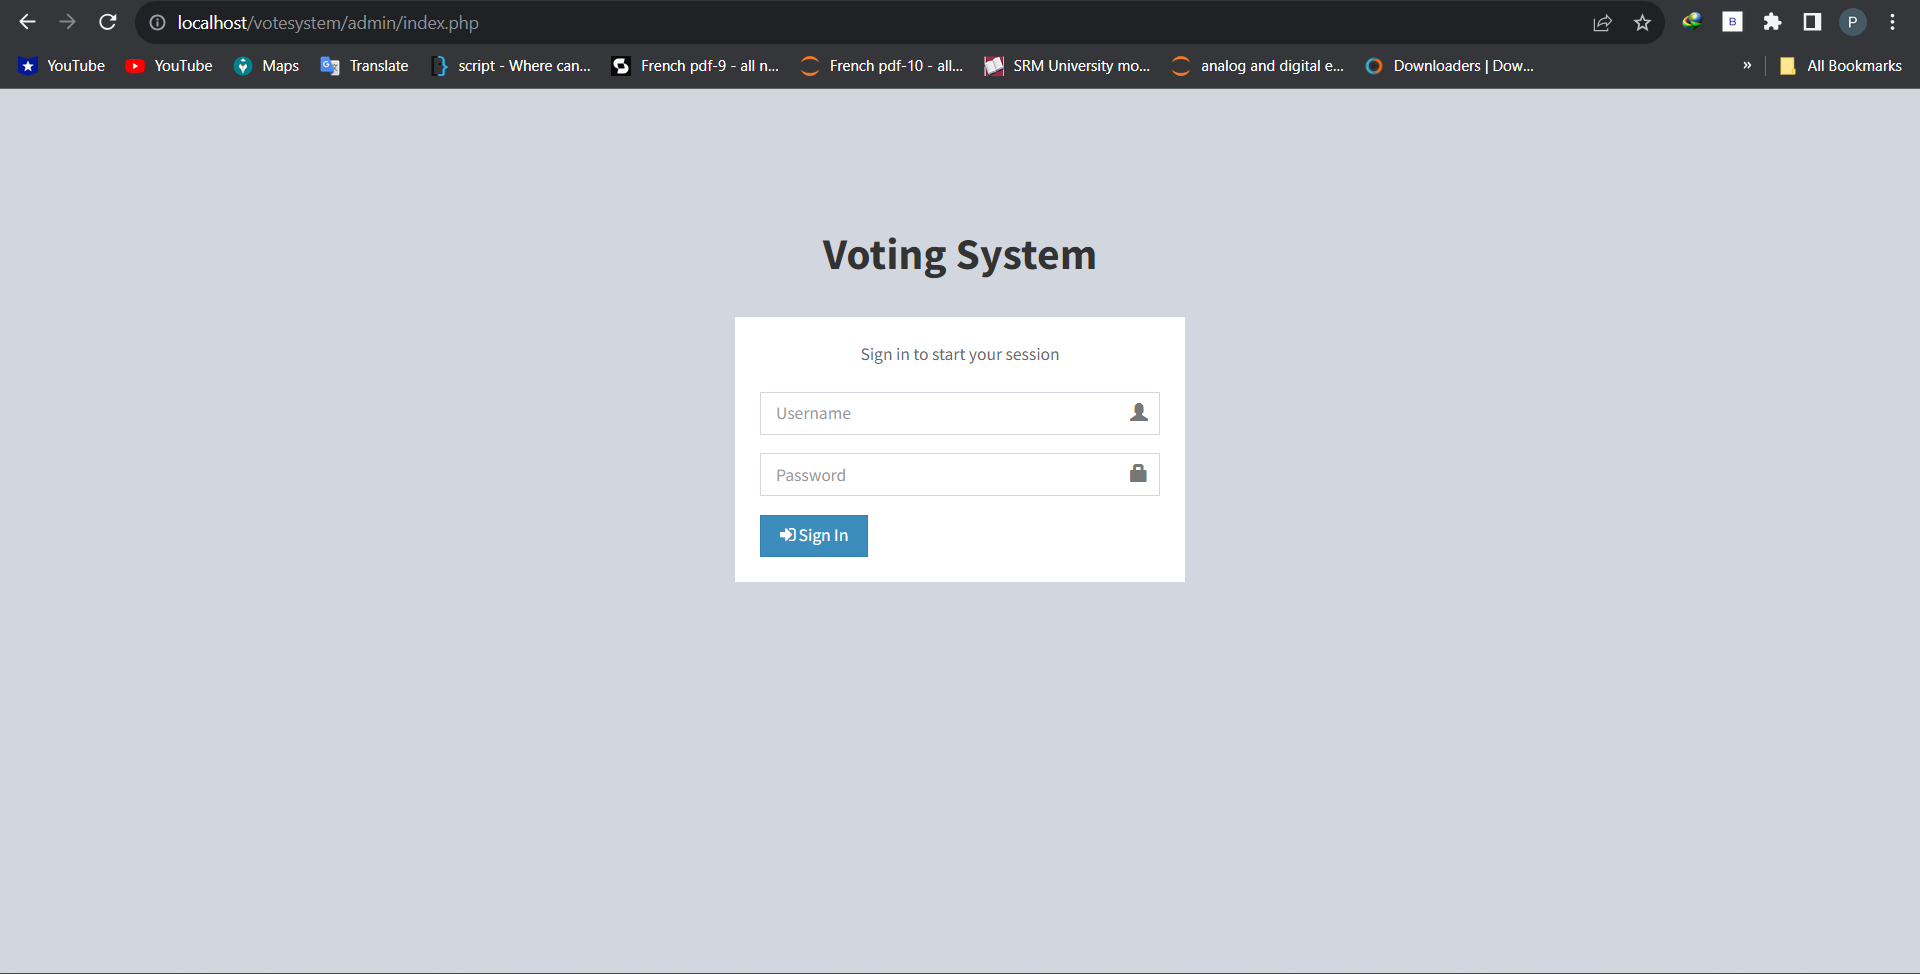 localhost/votesystem/admin/index.php
B
P
YouTube YouTube Maps Translate script - Where can... French pdf-9 - all n... French pdf-10 - all... SRM University mo... analog and digital e... Downloaders | Dow... » All Bookmarks
Voting System
Sign in to start your session
Username
Password
Sign In